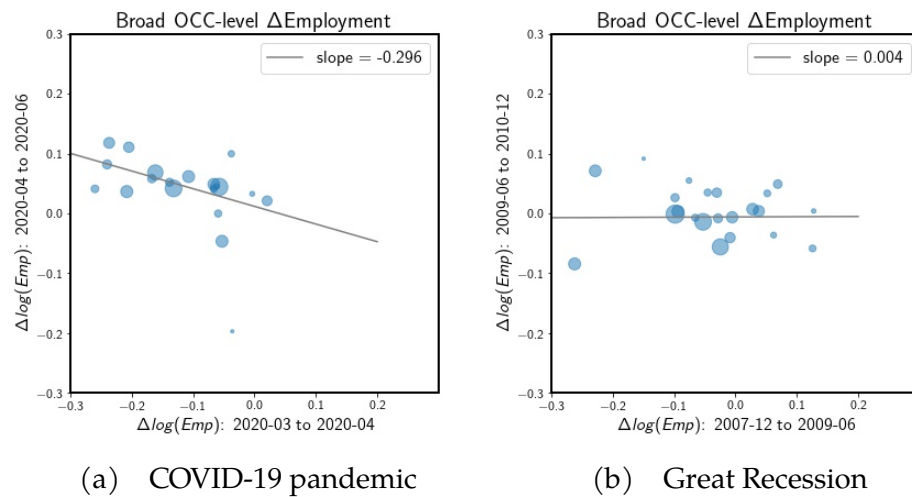 Broad OCC-level ΔEmployment
slope = -0.296
0.3
0.2
0.1
0.0
−0.1
−0.2
−0.3
Δlog(Emp): 2020-04 to 2020-06
−0.3
−0.2
−0.1
0.0
0.1
0.2
Δlog(Emp): 2020-03 to 2020-04
(a) COVID-19 pandemic
Broad OCC-level ΔEmployment
slope = 0.004
0.3
0.2
0.1
0.0
−0.1
−0.2
−0.3
Δlog(Emp): 2009-06 to 2010-12
−0.3
−0.2
−0.1
0.0
0.1
0.2
Δlog(Emp): 2007-12 to 2009-06
(b) Great Recession